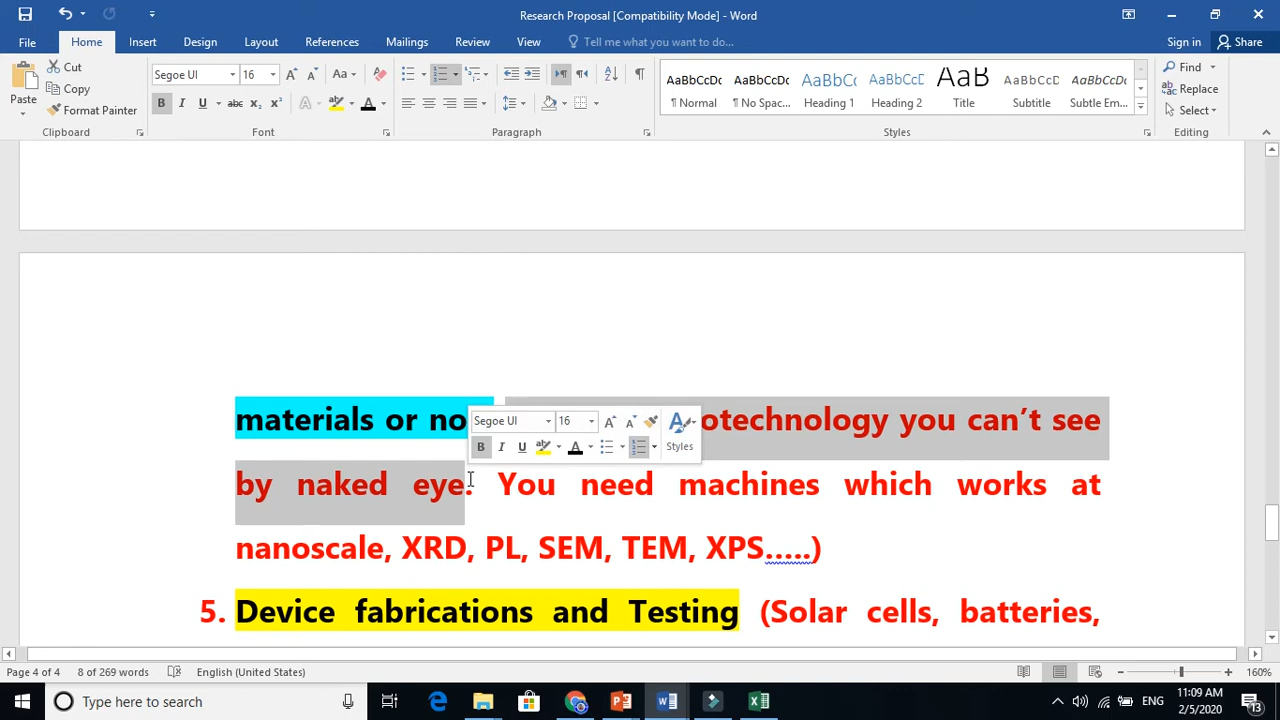 Research Proposal [Compatibility Mode] - Word
File Home Insert Design Layout References Mailings Review View Tell me what you want to do... Sign in Share
Paste
Cut
Copy
Format Painter
Clipboard
Segoe UI 16
Font
Paragraph
AaBbCcDc AaBbCcDc AaBbC( AaBbCcD AaB AaBbCcD AaBbCcD
¶ Normal ¶ No Spac... Heading 1 Heading 2 Title Subtitle Subtle Em...
Styles
Find
Replace
Select
Editing
materials or no otechnology you can’t see
Segoe UI 16
Styles
by naked eye. You need machines which works at
nanoscale, XRD, PL, SEM, TEM, XPS…..)
5. Device fabrications and Testing (Solar cells, batteries,
Page 4 of 4 8 of 269 words English (United States) 160%
Type here to search
ENG
11:09 AM
2/5/2020
13